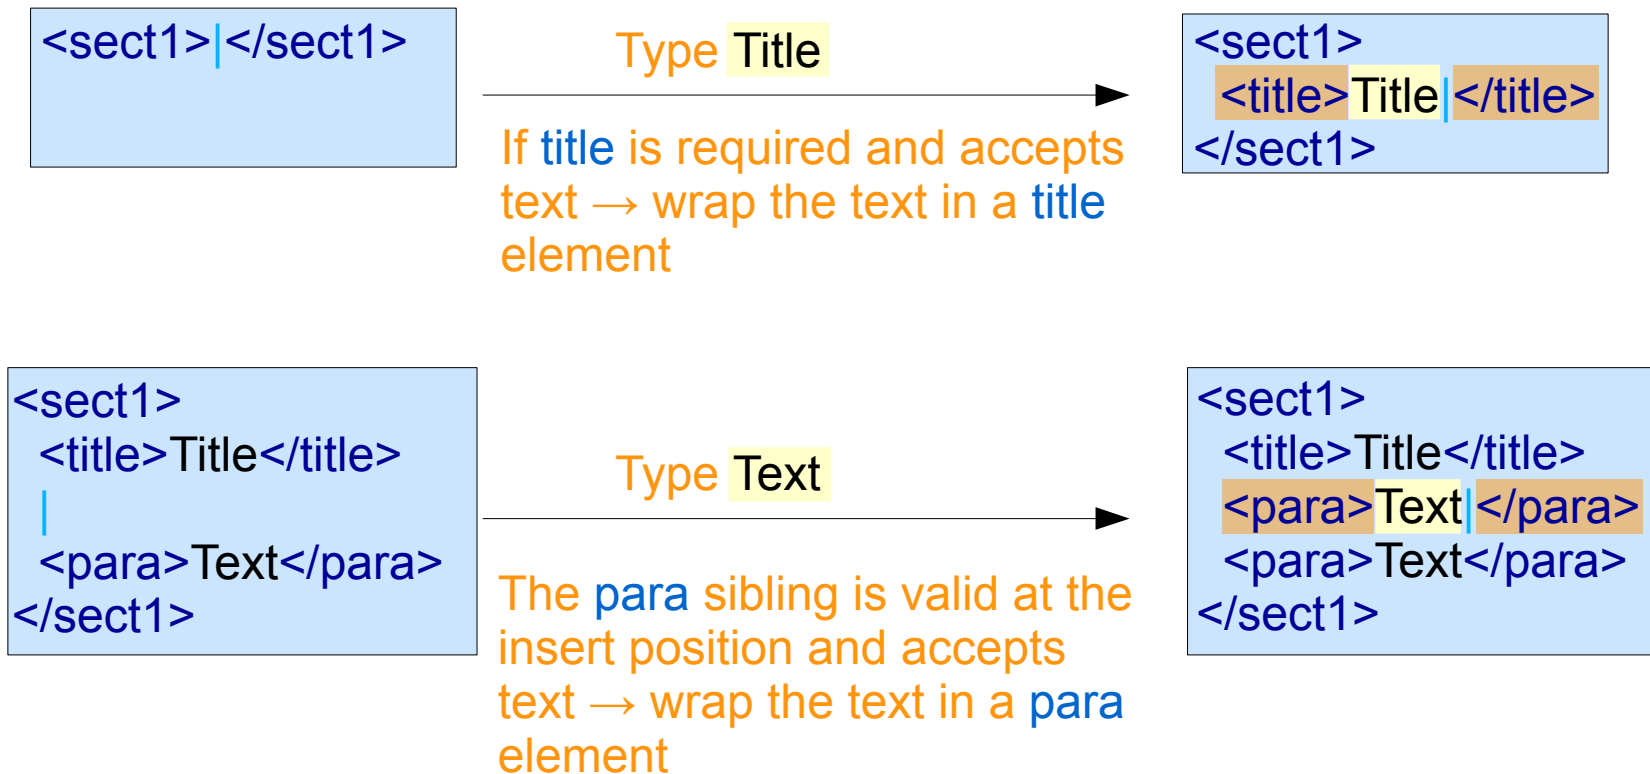 <sect1>|</sect1>
Type Title
If title is required and accepts
text → wrap the text in a title
element
<sect1>
<title>Title|</title>
</sect1>
<sect1>
<title>Title</title>
|
<para>Text</para>
</sect1>
Type Text
The para sibling is valid at the
insert position and accepts
text → wrap the text in a para
element
<sect1>
<title>Title</title>
<para>Text|</para>
<para>Text</para>
</sect1>